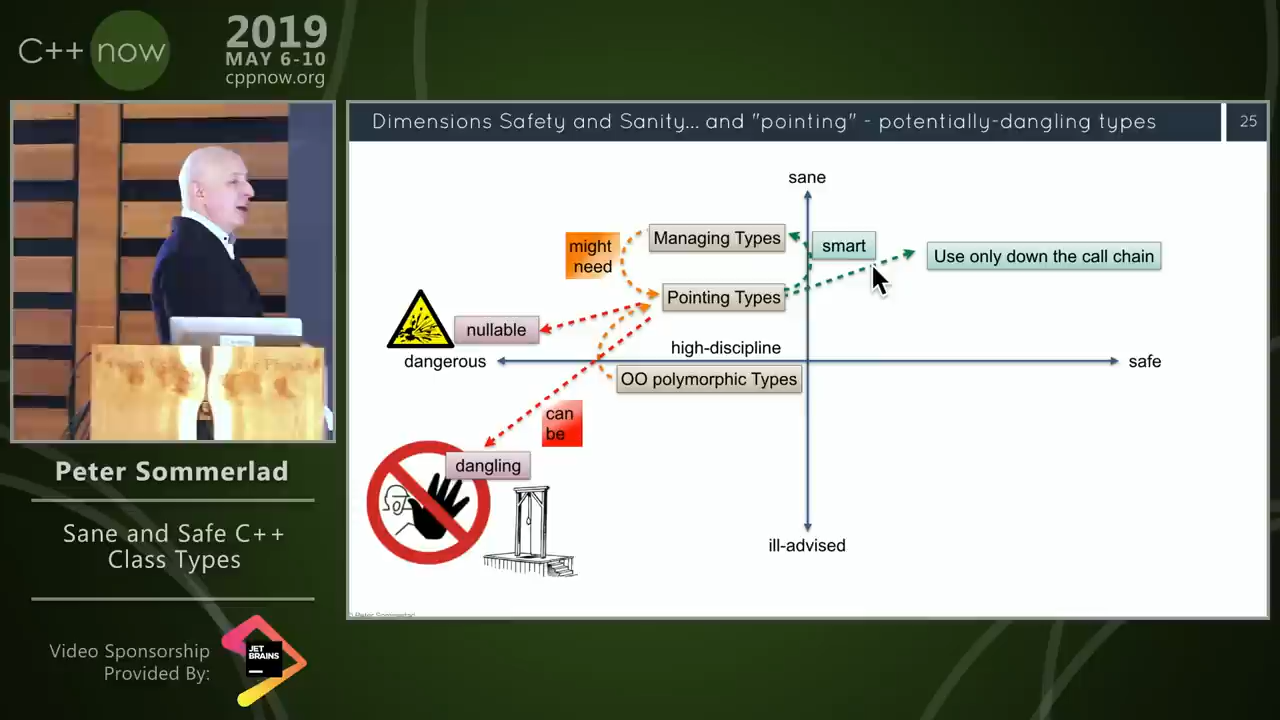 C++ now
2019
MAY 6-10
cppnow.org
Dimensions Safety and Sanity... and "pointing" - potentially-dangling types
25
sane
might
need
Managing Types
smart
Use only down the call chain
Pointing Types
nullable
high-discipline
dangerous
safe
OO polymorphic Types
can
be
dangling
ill-advised
© Peter Sommerlad
Peter Sommerlad
Sane and Safe C++
Class Types
Video Sponsorship
Provided By:
JET
BRAINS